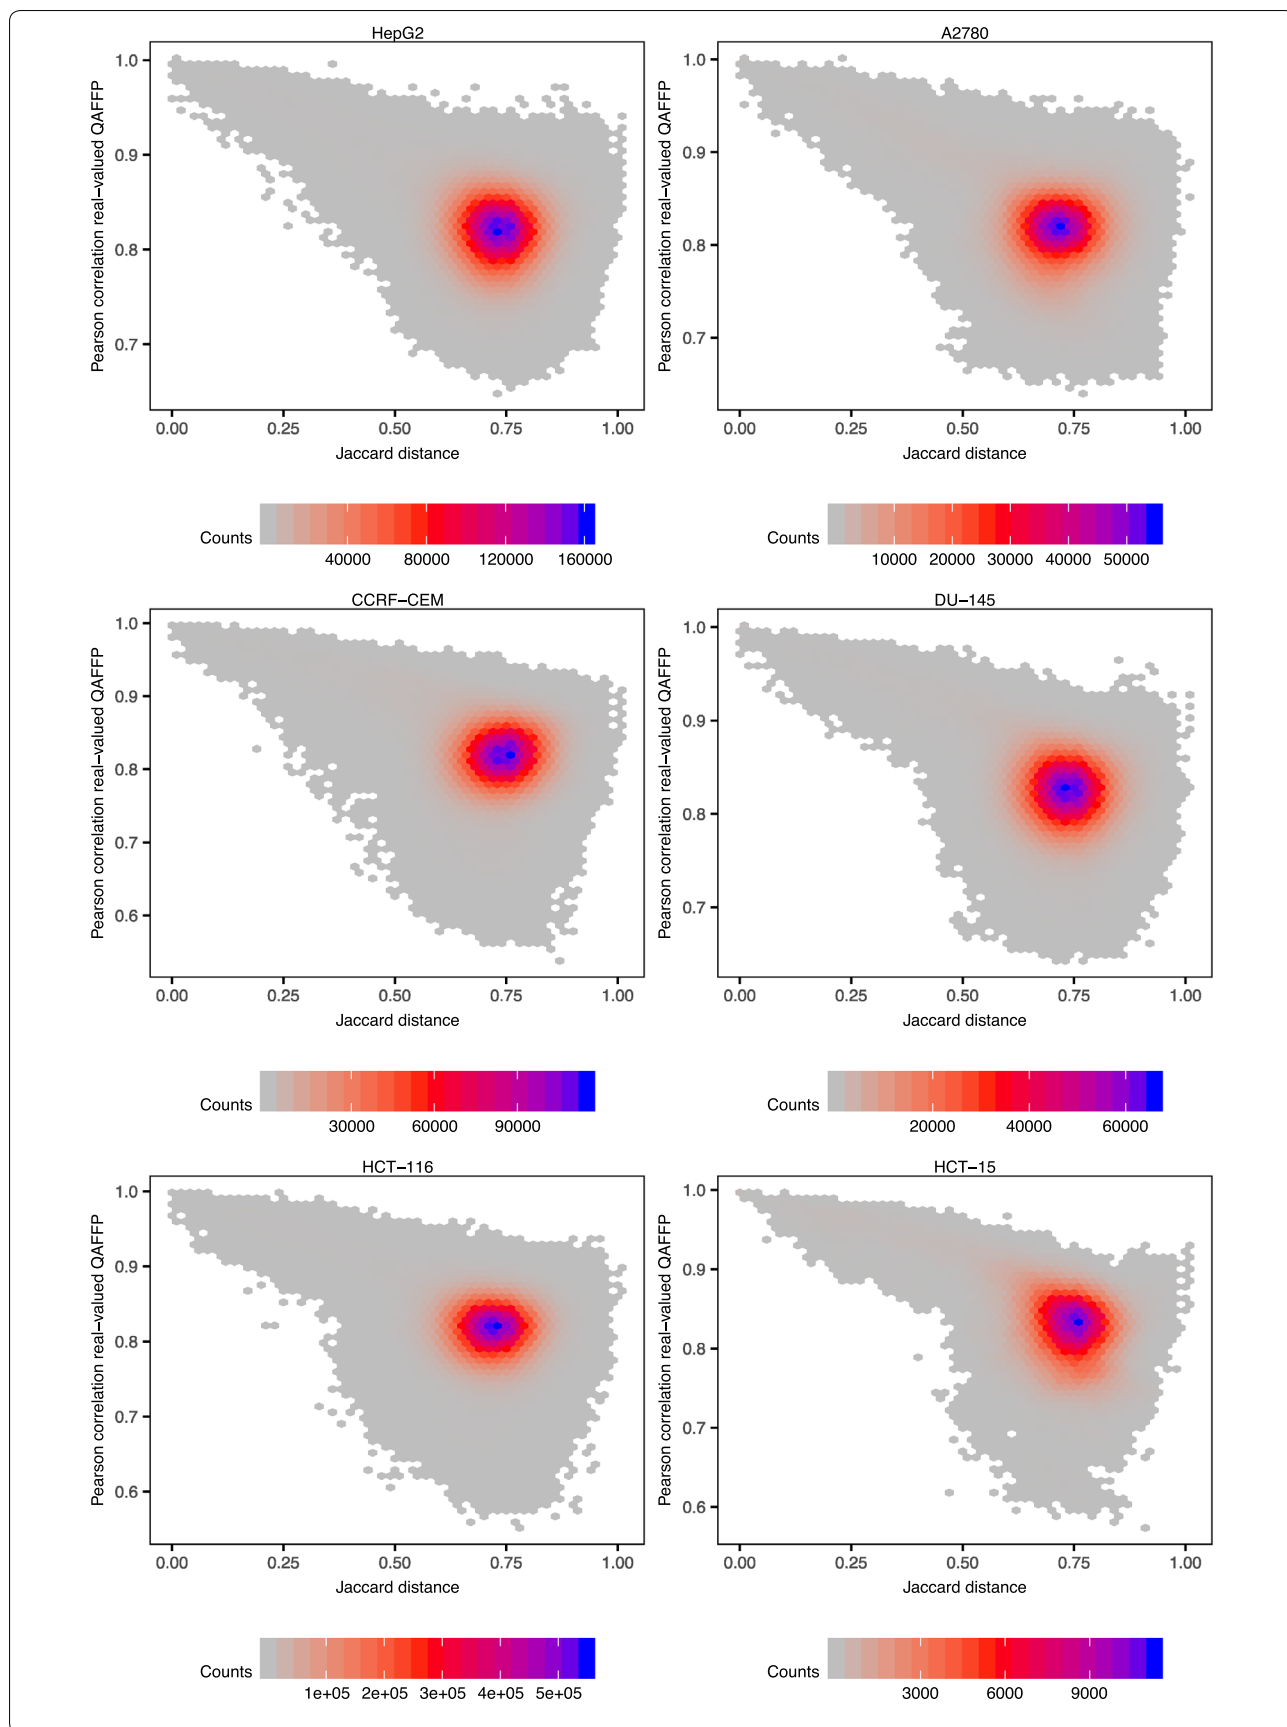 HepG2
Pearson correlation real−valued QAFFP
1.0
0.9
0.8
0.7
0.00 0.25 0.50 0.75 1.00
Jaccard distance
Counts
40000 80000 120000 160000
A2780
Pearson correlation real−valued QAFFP
1.0
0.9
0.8
0.7
0.00 0.25 0.50 0.75 1.00
Jaccard distance
Counts
10000 20000 30000 40000 50000
CCRF−CEM
Pearson correlation real−valued QAFFP
1.0
0.9
0.8
0.7
0.6
0.00 0.25 0.50 0.75 1.00
Jaccard distance
Counts
30000 60000 90000
DU−145
Pearson correlation real−valued QAFFP
1.0
0.9
0.8
0.7
0.00 0.25 0.50 0.75 1.00
Jaccard distance
Counts
20000 40000 60000
HCT−116
Pearson correlation real−valued QAFFP
1.0
0.9
0.8
0.7
0.6
0.00 0.25 0.50 0.75 1.00
Jaccard distance
Counts
1e+05 2e+05 3e+05 4e+05 5e+05
HCT−15
Pearson correlation real−valued QAFFP
1.0
0.9
0.8
0.7
0.6
0.00 0.25 0.50 0.75 1.00
Jaccard distance
Counts
3000 6000 9000